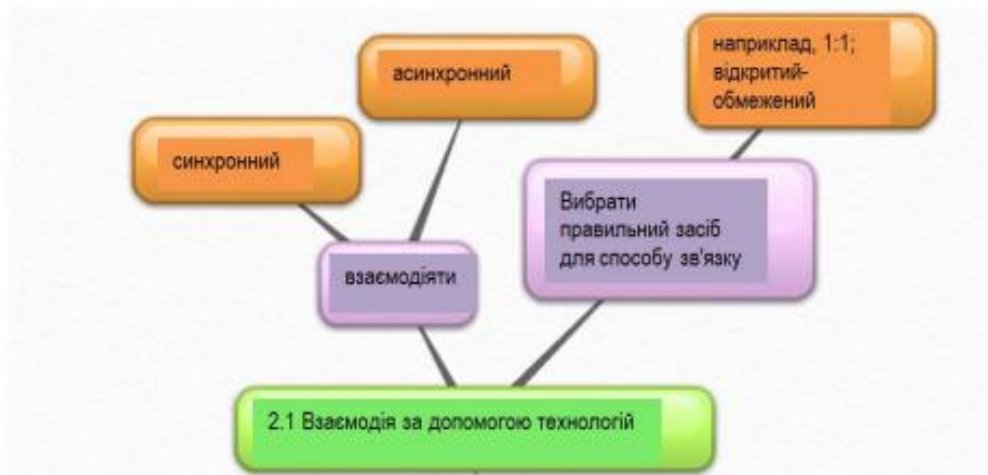 наприклад, 1:1;
відкритий-
обмежений
асинхронний
синхронний
Вибрати
правильний засіб
для способу зв'язку
взаємодіяти
2.1 Взаємодія за допомогою технологій